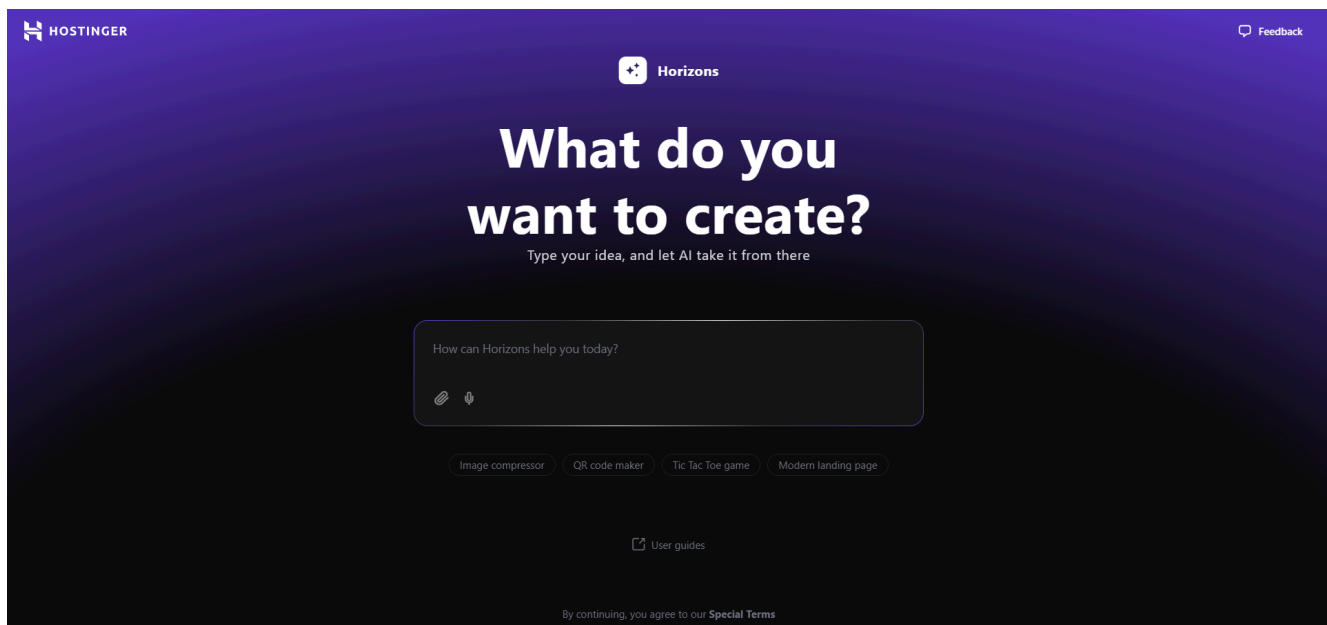 HOSTINGER
Feedback
Horizons
What do you
want to create?
Type your idea, and let AI take it from there
How can Horizons help you today?
Image compressor
QR code maker
Tic Tac Toe game
Modern landing page
User guides
By continuing, you agree to our Special Terms